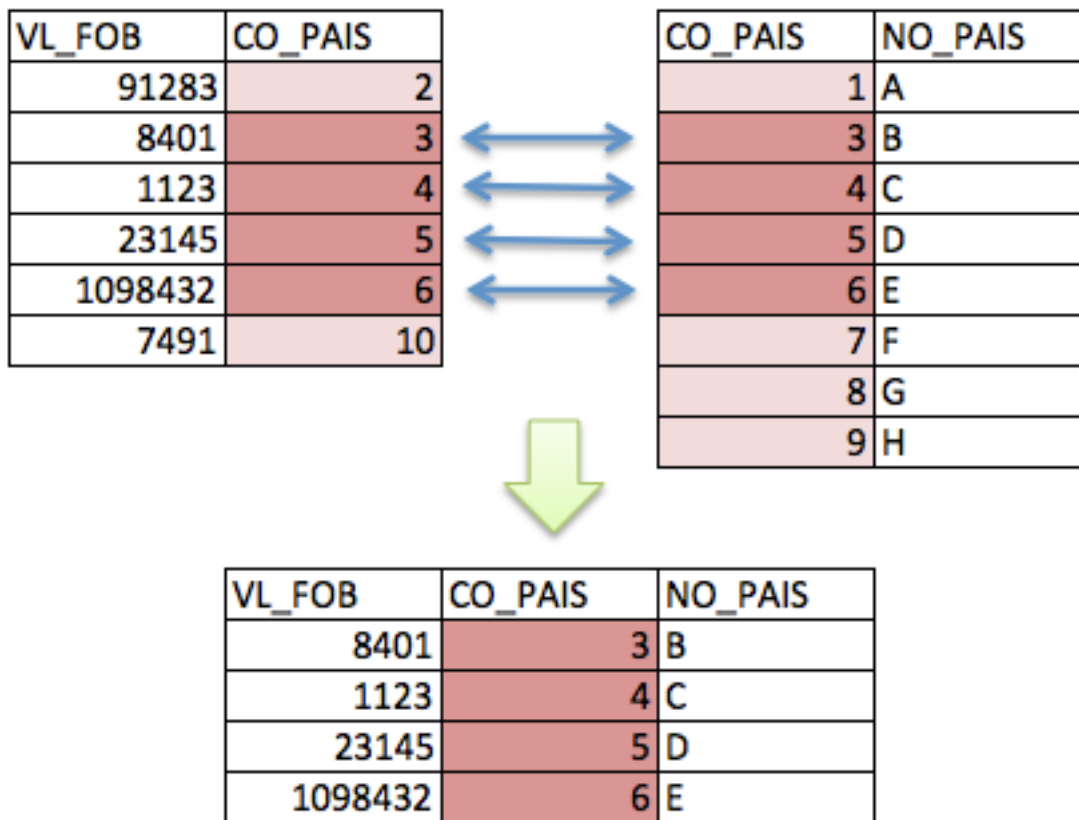 VL_FOB CO_PAIS
91283 2
8401 3
1123 4
23145 5
1098432 6
7491 10
CO_PAIS NO_PAIS
1 A
3 B
4 C
5 D
6 E
7 F
8 G
9 H
VL_FOB CO_PAIS NO_PAIS
8401 3 B
1123 4 C
23145 5 D
1098432 6 E